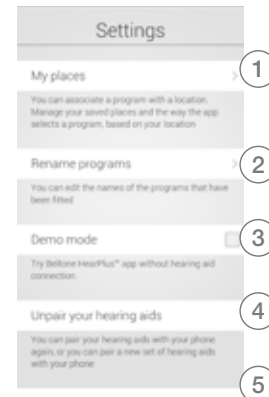 Settings
My places
1
You can associate a program with a location.
Manage your saved places and the way the app
selects a program, based on your location
Rename programs
2
You can edit the names of the programs that have
been fitted
Demo mode
3
Try Beltone HearPlus™ app without hearing aid
connection
Unpair your hearing aids
4
You can pair your hearing aids with your phone
again, or you can pair a new set of hearing aids
with your phone
5